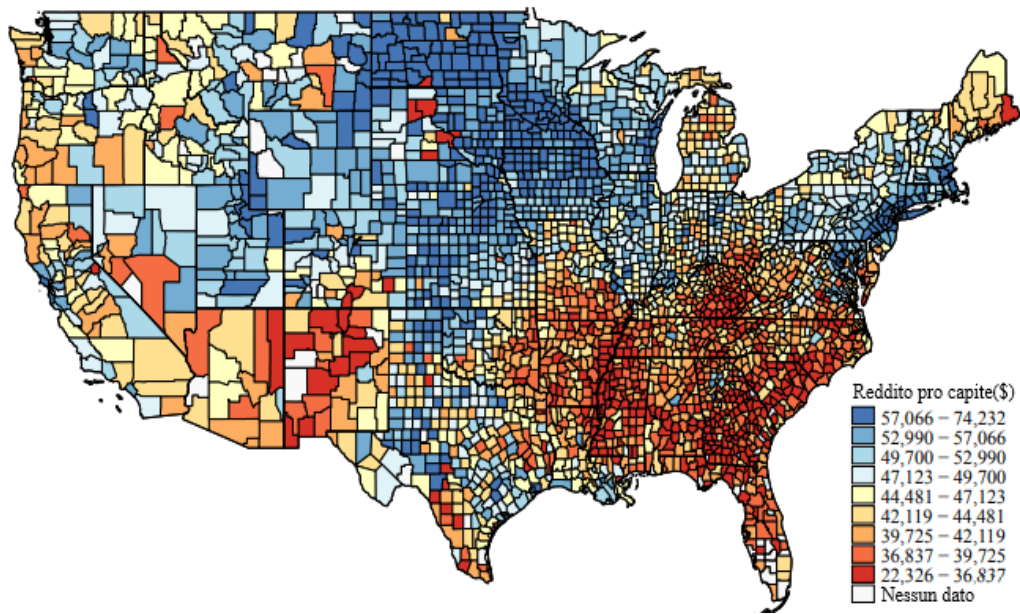 Reddito pro capite($)
57,066 – 74,232
52,990 – 57,066
49,700 – 52,990
47,123 – 49,700
44,481 – 47,123
42,119 – 44,481
39,725 – 42,119
36,837 – 39,725
22,326 – 36,837
Nessun dato